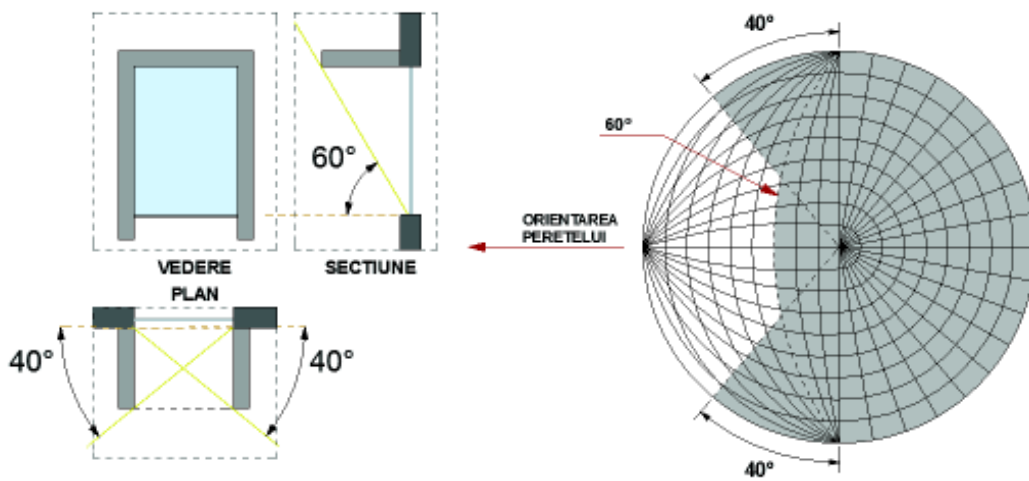 40°
60°
60°
ORIENTAREA
PERETELUI
VEDERE
SECTIUNE
PLAN
40°
40°
40°